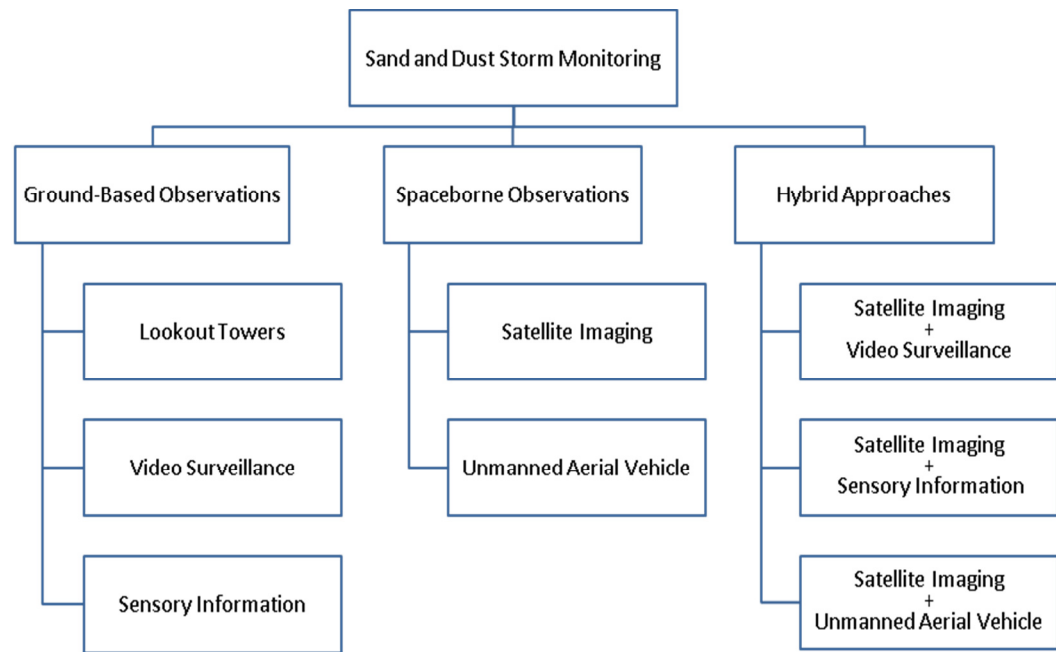 Sand and Dust Storm Monitoring
Ground-Based Observations
Lookout Towers
Video Surveillance
Sensory Information
Spaceborne Observations
Satellite Imaging
Unmanned Aerial Vehicle
Hybrid Approaches
Satellite Imaging
+
Video Surveillance
Satellite Imaging
+
Sensory Information
Satellite Imaging
+
Unmanned Aerial Vehicle